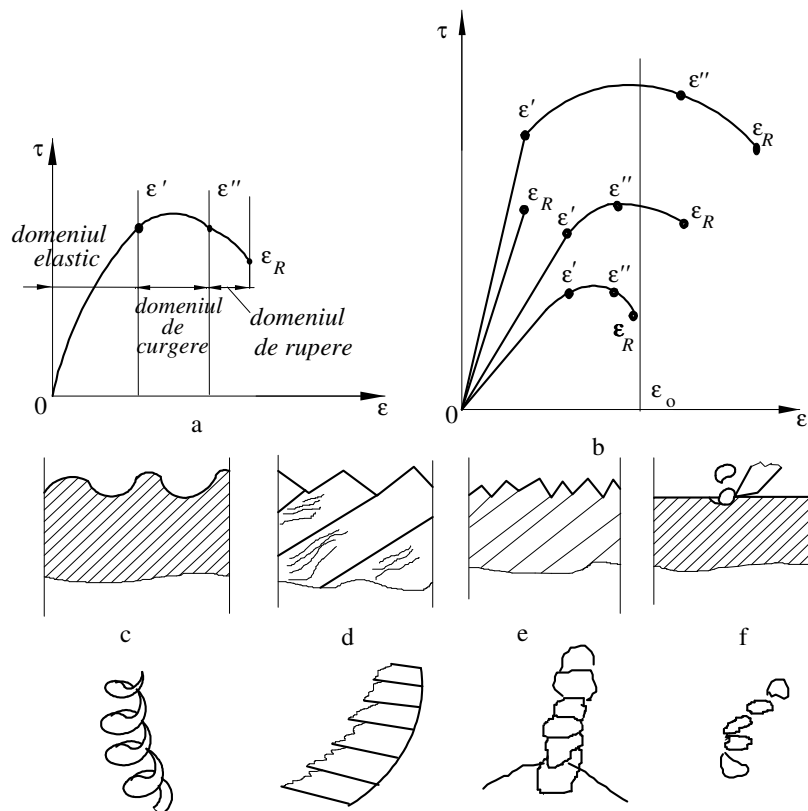 τ
ε'
ε''
domeniul
elastic
ε_R
domeniul
de
curgere
domeniul
de rupere
0
ε
a
τ
ε'
ε''
ε_R
ε_R
ε'
ε''
ε_R
ε'
ε''
ε_R
ε_o
0
ε
b
c
d
e
f